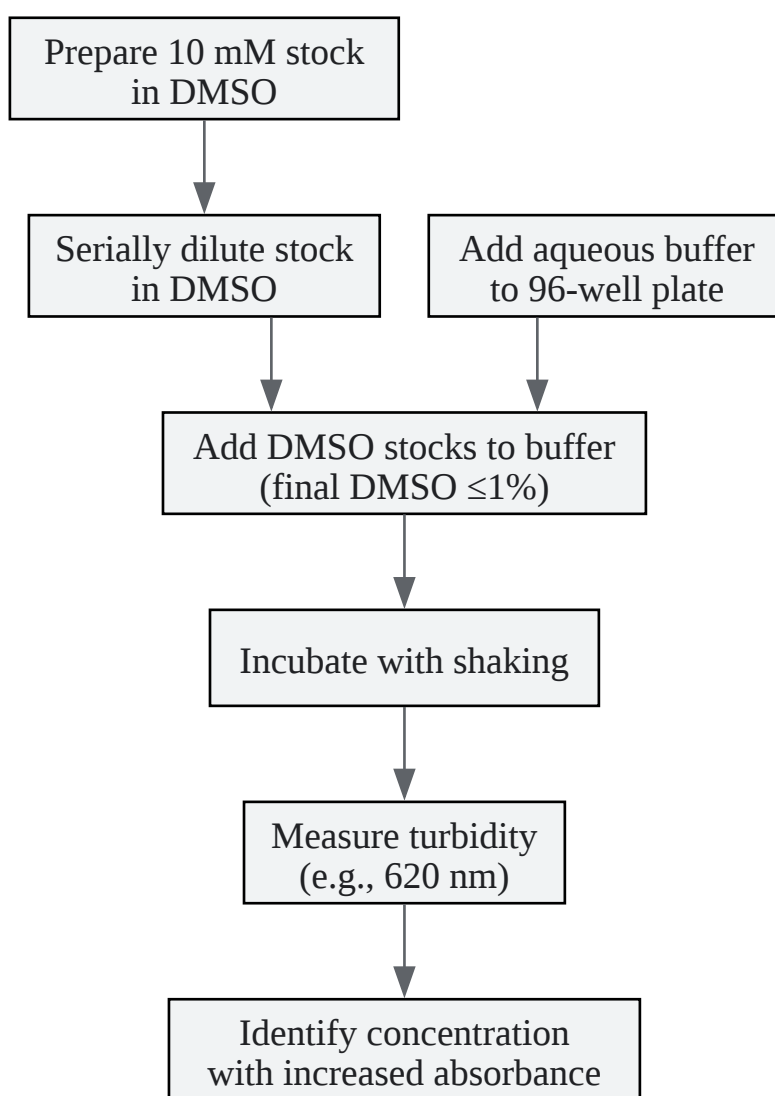 Prepare 10 mM stock
in DMSO
Serially dilute stock
in DMSO
Add aqueous buffer
to 96-well plate
Add DMSO stocks to buffer
(final DMSO ≤1%)
Incubate with shaking
Measure turbidity
(e.g., 620 nm)
Identify concentration
with increased absorbance